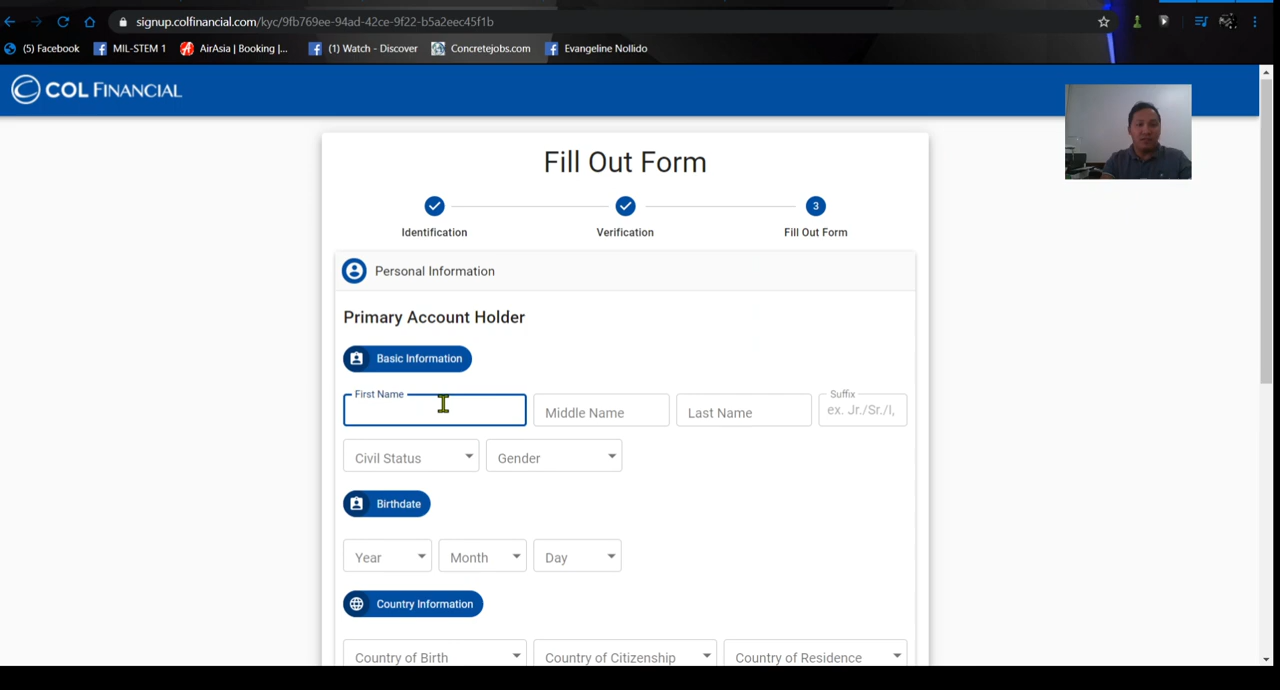 signup.colfinancial.com/kyc/9fb769ee-94ad-42ce-9f22-b5a2eec45f1b
(5) Facebook MIL-STEM 1 AirAsia | Booking |... (1) Watch - Discover Concretejobs.com Evangeline Nollido
COL FINANCIAL
Fill Out Form
3
Identification Verification Fill Out Form
Personal Information
Primary Account Holder
Basic Information
First Name Suffix
Middle Name Last Name ex. Jr./Sr./I,
Civil Status Gender
Birthdate
Year Month Day
Country Information
Country of Birth Country of Citizenship Country of Residence